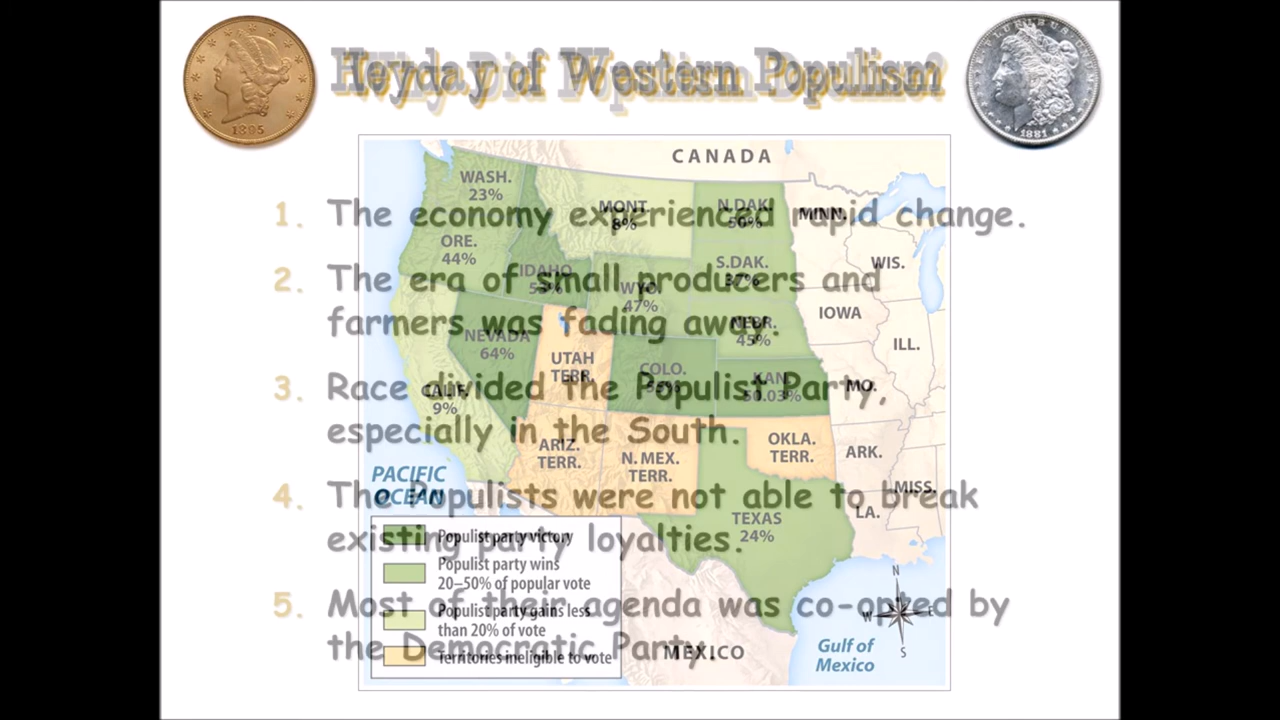 Heyday of Western Populism
1895
1881
CANADA
WASH.
23%
MONT.
8%
N.DAK.
50%
MINN.
ORE.
44%
IDAHO
S.DAK.
37%
WIS.
WYO.
47%
IOWA
NEBR.
45%
ILL.
NEVADA
64%
UTAH
TERR.
COLO.
KAN.
50.03%
MO.
CALIF.
9%
ARIZ.
TERR.
N. MEX.
TERR.
OKLA.
TERR.
ARK.
PACIFIC
OCEAN
MISS.
LA.
TEXAS
24%
Populist party victory
Populist party wins
20–50% of popular vote
Populist party gains less
than 20% of vote
Territories ineligible to vote
MEXICO
Gulf of
Mexico
N
W
E
S
1. The economy experienced rapid change.
2. The era of small producers and
farmers was fading away.
3. Race divided the Populist Party,
especially in the South.
4. The Populists were not able to break
existing party loyalties.
5. Most of their agenda was co-opted by
the Democratic Party.